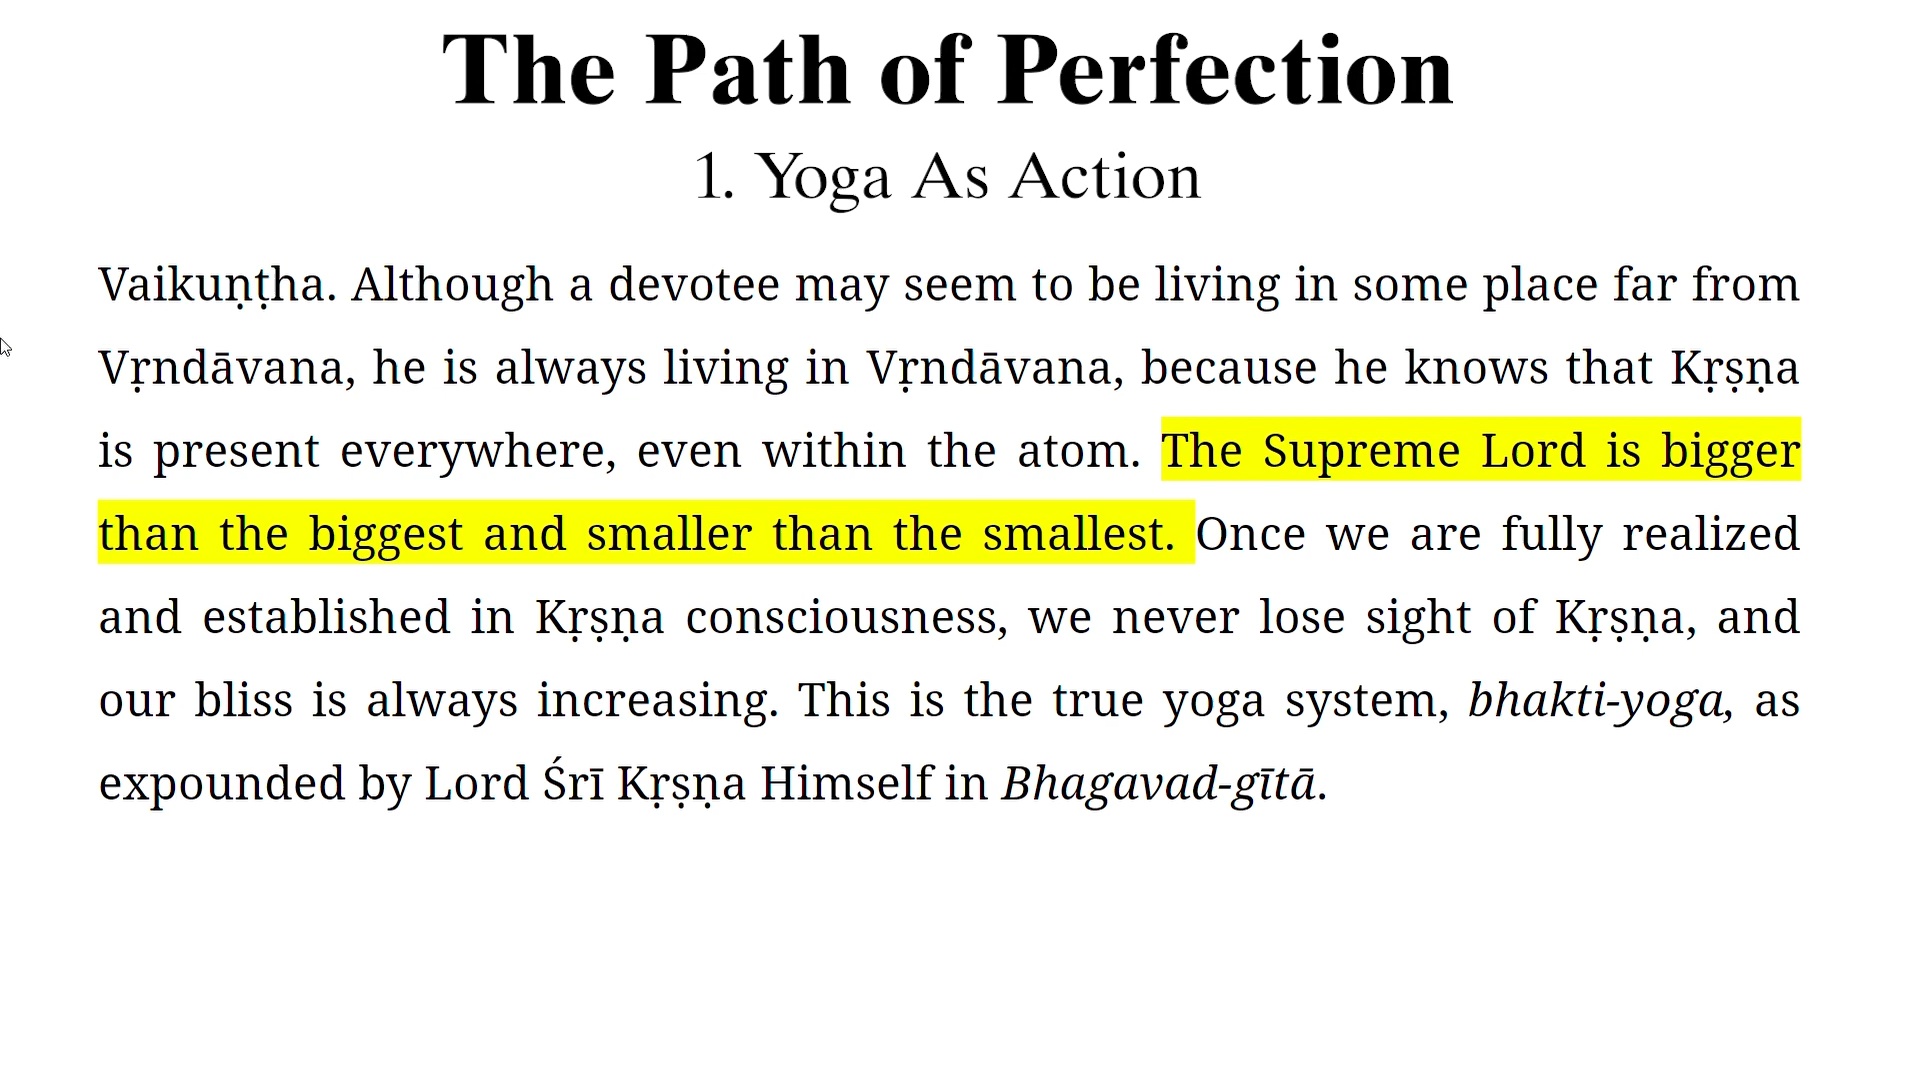 The Path of Perfection
1. Yoga As Action
Vaikuṇṭha. Although a devotee may seem to be living in some place far from
Vṛndāvana, he is always living in Vṛndāvana, because he knows that Kṛṣṇa
is present everywhere, even within the atom. The Supreme Lord is bigger
than the biggest and smaller than the smallest. Once we are fully realized
and established in Kṛṣṇa consciousness, we never lose sight of Kṛṣṇa, and
our bliss is always increasing. This is the true yoga system, bhakti-yoga, as
expounded by Lord Śrī Kṛṣṇa Himself in Bhagavad-gītā.